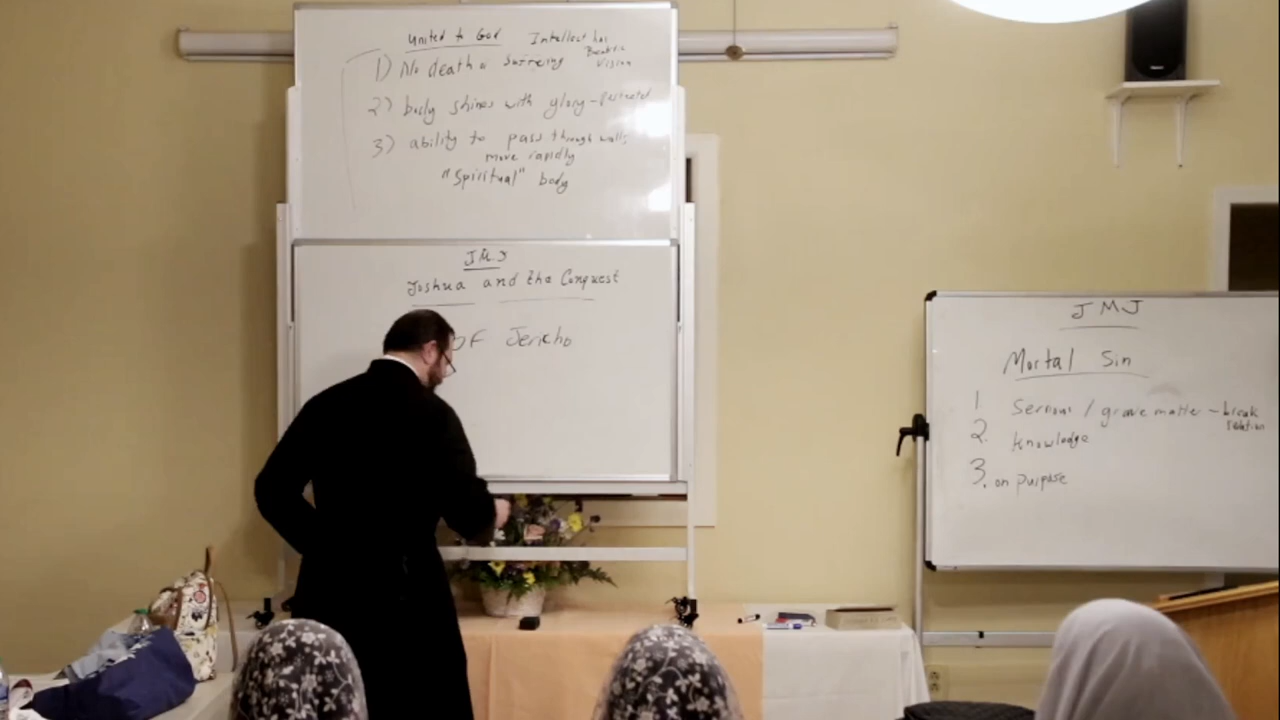 United to God Intellect has
Beatific
Vision
1) No death or suffering
2) body shines with glory -
3) ability to pass through walls
move rapidly
"Spiritual" body
JMJ
Joshua and the Conquest
of Jericho
JMJ
Mortal Sin
1 Serious / grave matter - break
2. Knowledge
3. on purpose